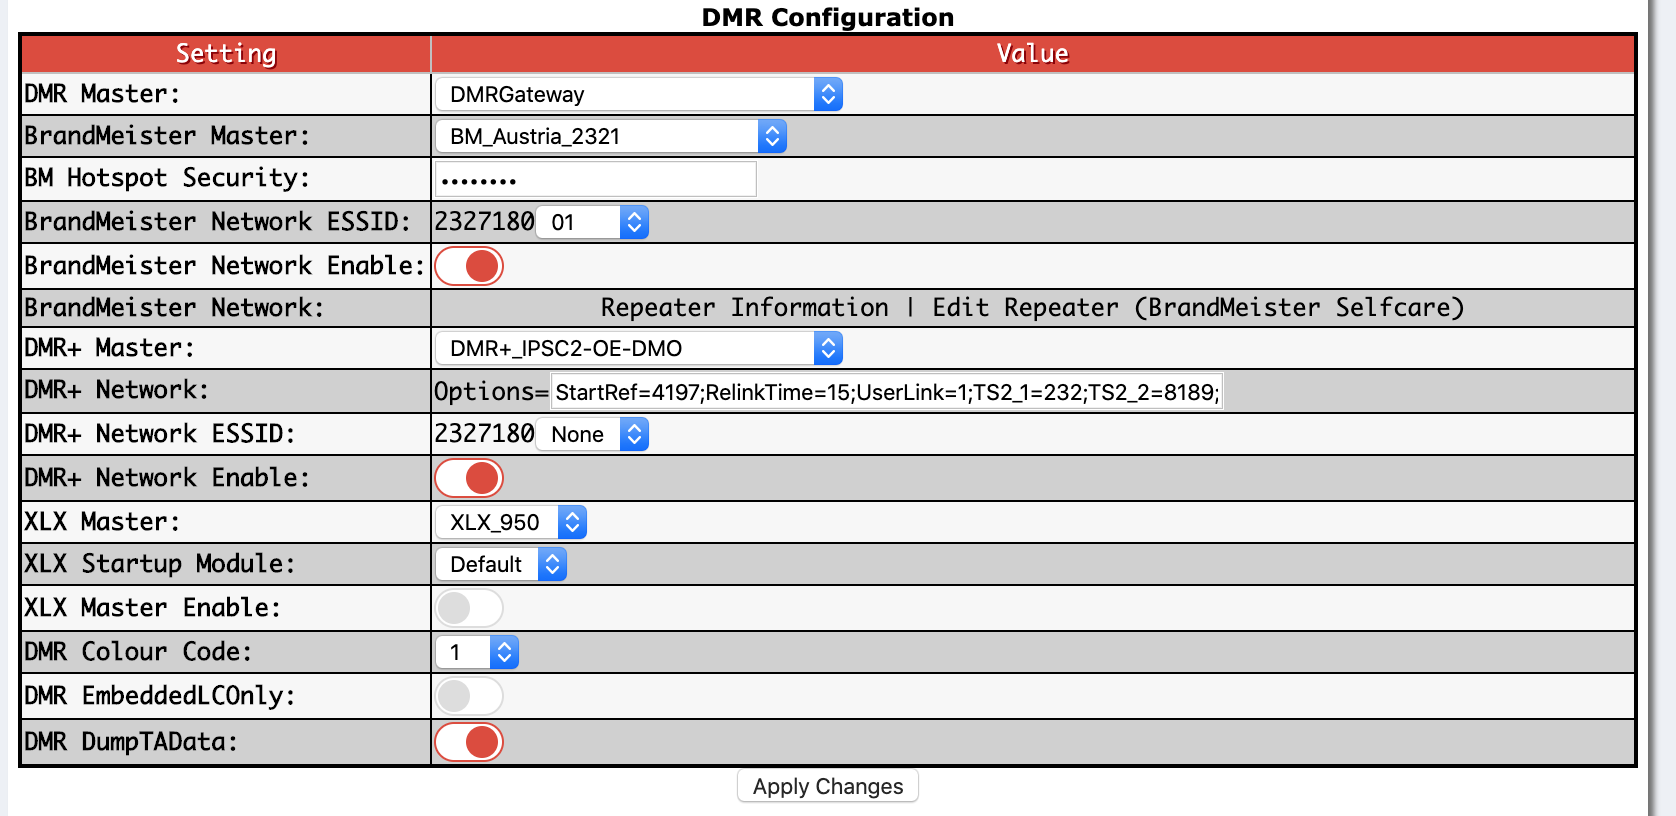 DMR Configuration
Setting Value
DMR Master: DMRGateway
BrandMeister Master: BM_Austria_2321
BM Hotspot Security: ••••••••
BrandMeister Network ESSID: 2327180 01
BrandMeister Network Enable:
BrandMeister Network: Repeater Information | Edit Repeater (BrandMeister Selfcare)
DMR+ Master: DMR+_IPSC2-OE-DMO
DMR+ Network: Options= StartRef=4197;RelinkTime=15;UserLink=1;TS2_1=232;TS2_2=8189;
DMR+ Network ESSID: 2327180 None
DMR+ Network Enable:
XLX Master: XLX_950
XLX Startup Module: Default
XLX Master Enable:
DMR Colour Code: 1
DMR EmbeddedLCOnly:
DMR DumpTAData:
Apply Changes